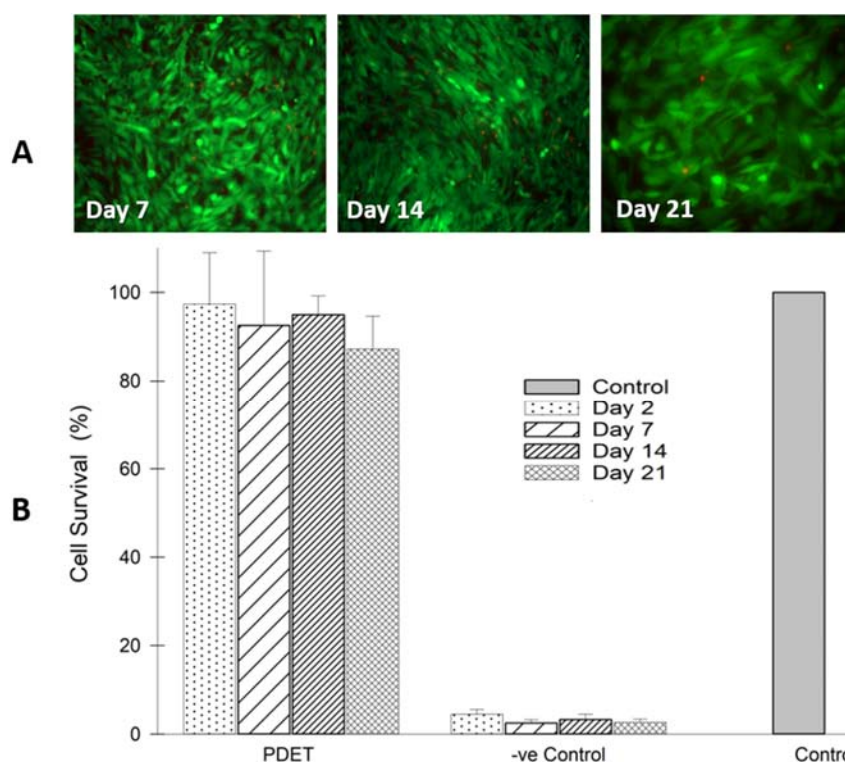 A
Day 7
Day 14
Day 21
B
Cell Survival (%)
100
80
60
40
20
0
Control
Day 2
Day 7
Day 14
Day 21
PDET
-ve Control
Contro